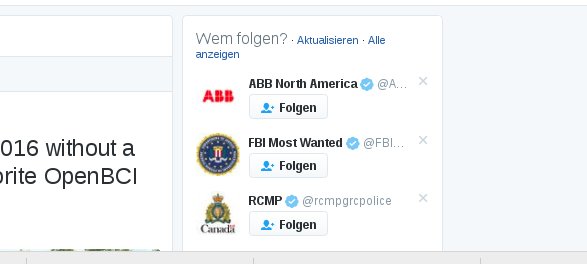 Wem folgen? · Aktualisieren · Alle
anzeigen
ABB
ABB North America @A...
Folgen
016 without a
orite OpenBCI
FBI Most Wanted @FBI...
Folgen
RCMP @rcmpgrcpolice
Canada
Folgen